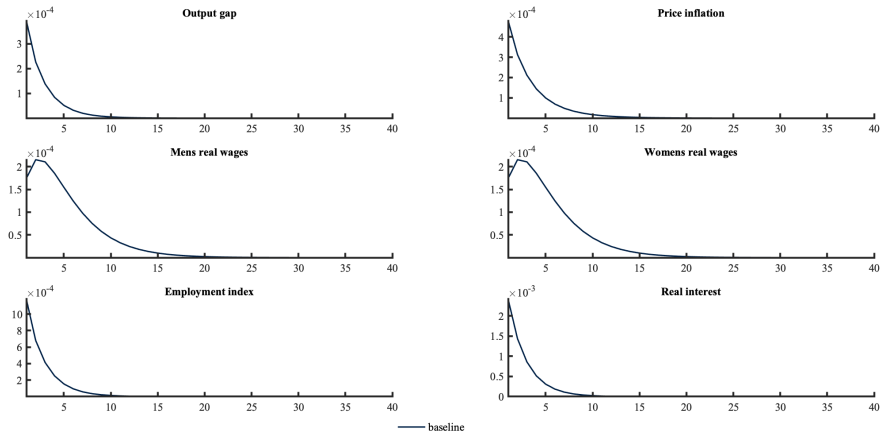 Output gap
×10⁻⁴
3
2
1
5 10 15 20 25 30 35 40
Price inflation
×10⁻⁴
4
3
2
1
5 10 15 20 25 30 35 40
Mens real wages
×10⁻⁴
2
1.5
1
0.5
5 10 15 20 25 30 35 40
Womens real wages
×10⁻⁴
2
1.5
1
0.5
5 10 15 20 25 30 35 40
Employment index
×10⁻⁴
10
8
6
4
2
5 10 15 20 25 30 35 40
Real interest
×10⁻³
2
1.5
1
0.5
0
5 10 15 20 25 30 35 40
baseline